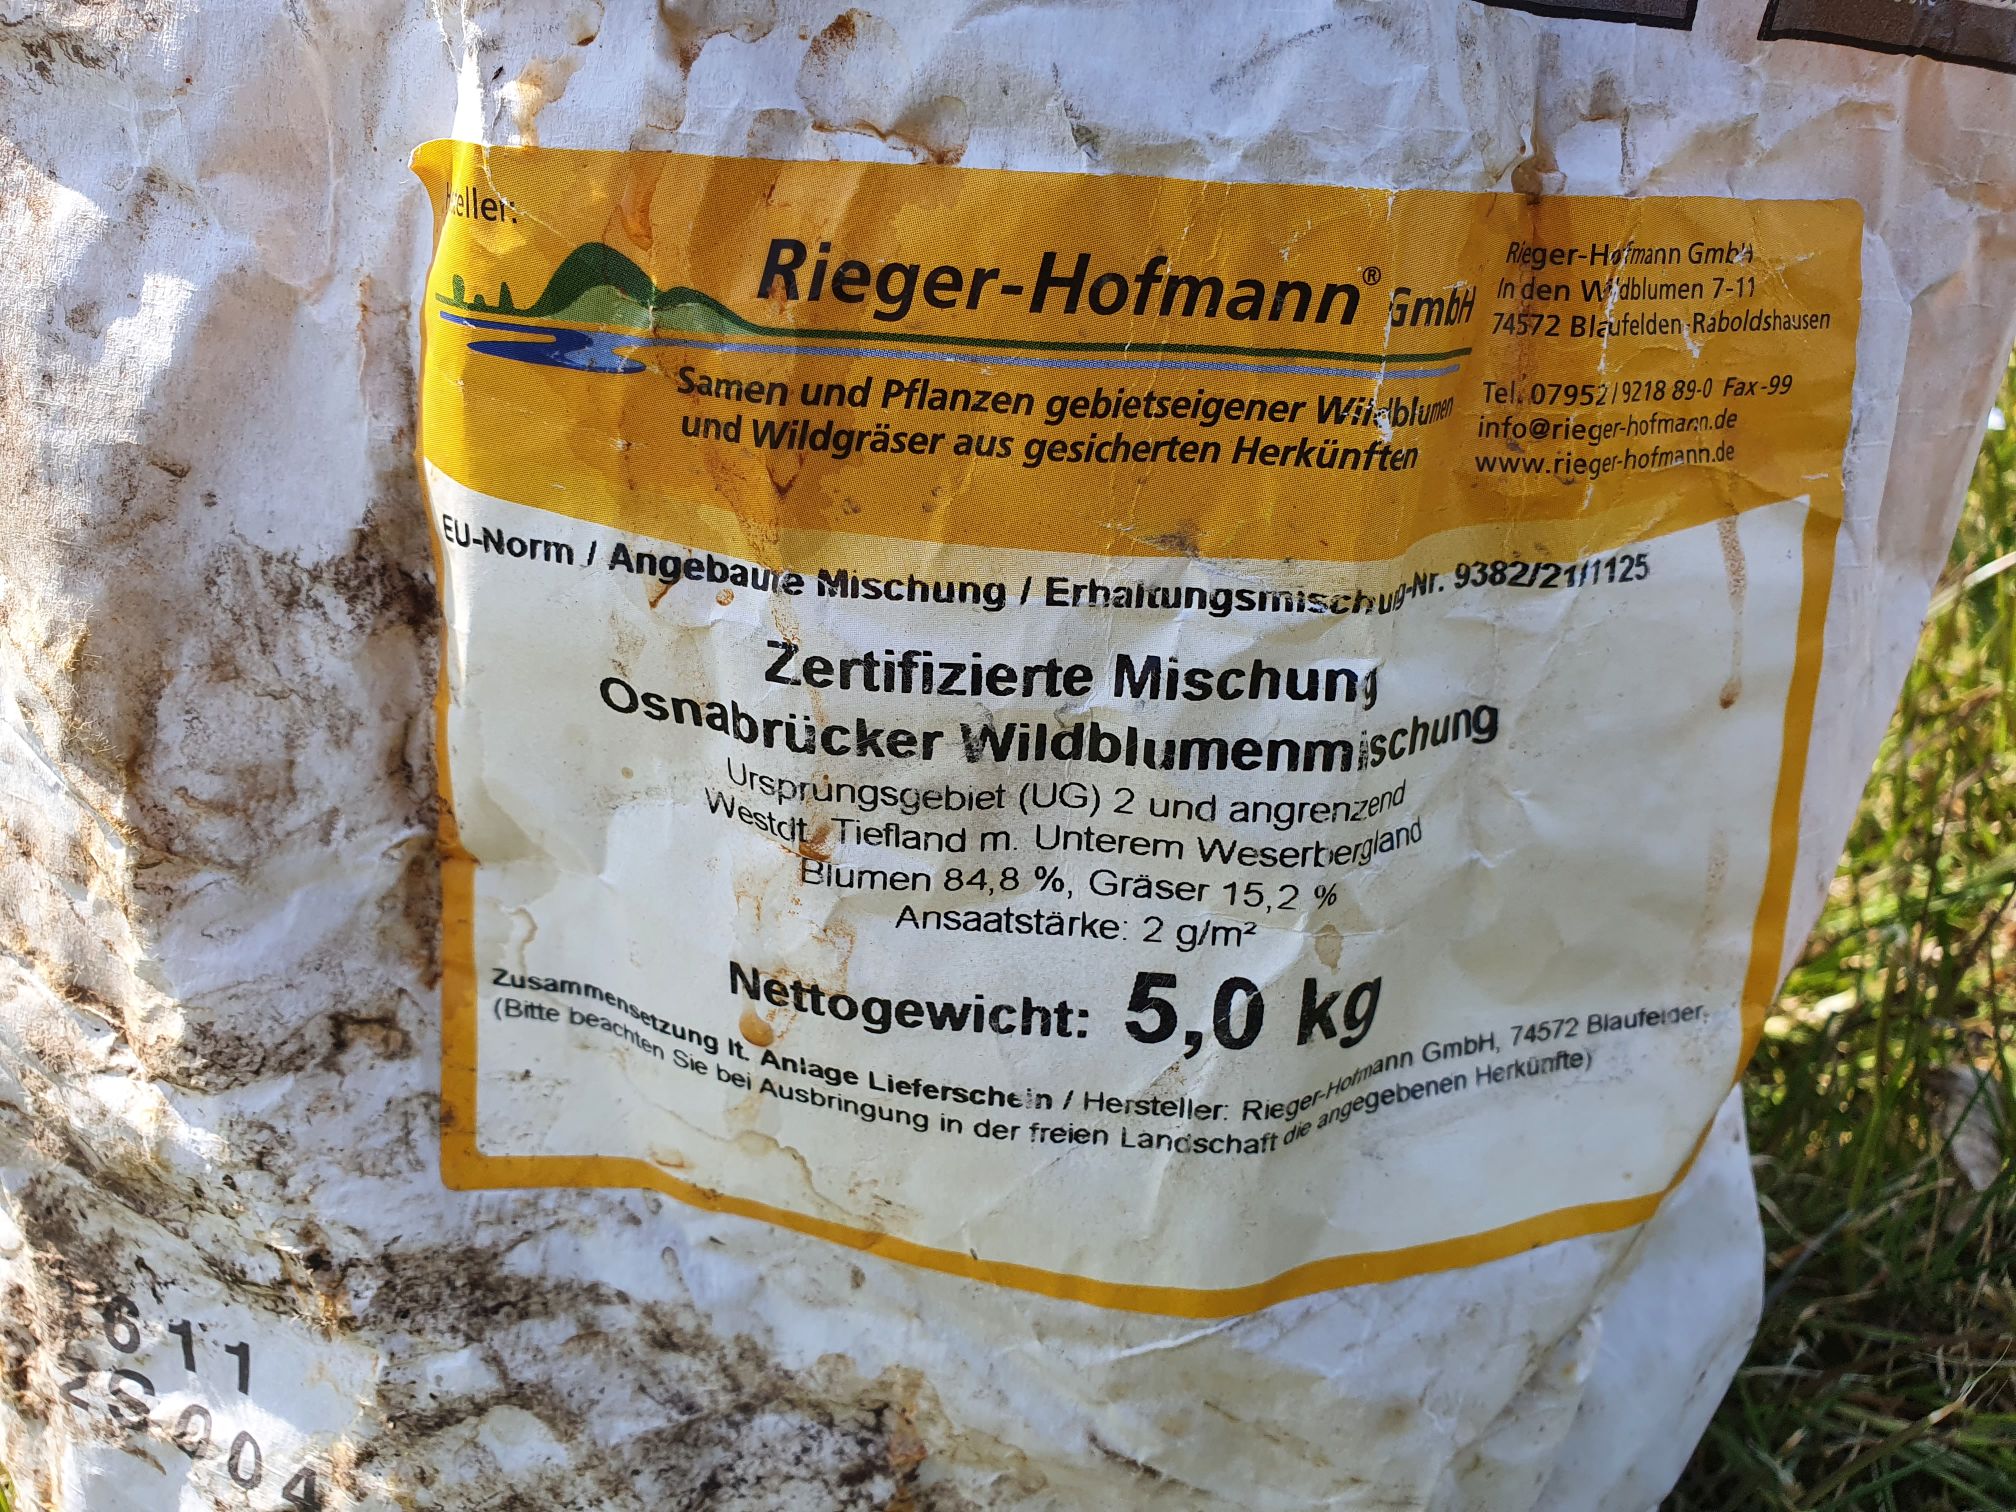 Rieger-Hofmann® GmbH
Samen und Pflanzen gebietseigener Wildblumen
und Wildgräser aus gesicherten Herkünften
Rieger-Hofmann GmbH
In den Wildblumen 7-11
74572 Blaufelden-Raboldshausen
Tel. 07952/9218 89-0 Fax -99
info@rieger-hofmann.de
www.rieger-hofmann.de
EU-Norm / Angebaute Mischung / Erhaltungsmischug-Nr. 9382/21/1125
Zertifizierte Mischung
Osnabrücker Wildblumenmischung
Ursprungsgebiet (UG) 2 und angrenzend
Westdt. Tiefland m. Unterem Weserbergland
Blumen 84,8 %, Gräser 15,2 %
Ansaatstärke: 2 g/m²
Nettogewicht: 5,0 kg
Zusammensetzung lt. Anlage Lieferschein / Hersteller: Rieger-Hofmann GmbH, 74572 Blaufelden,
(Bitte beachten Sie bei Ausbringung in der freien Landschaft die angegebenen Herkünfte)
611